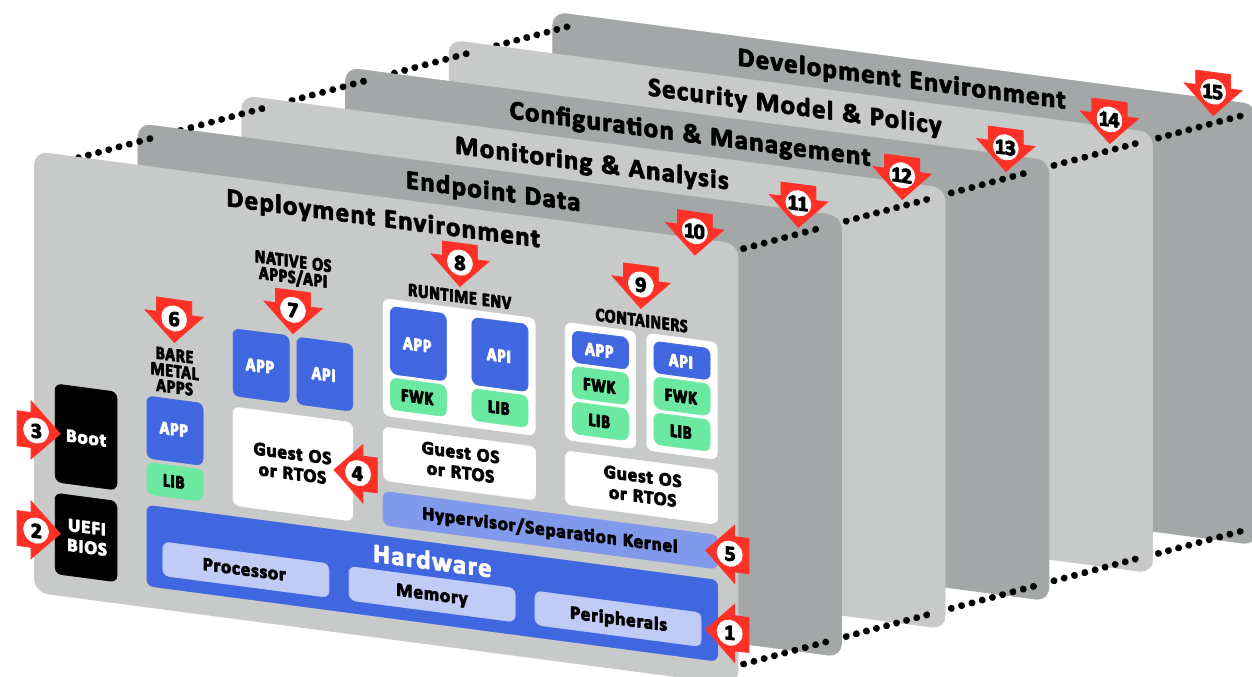 Development Environment
15
Security Model & Policy
14
Configuration & Management
13
Monitoring & Analysis
12
Endpoint Data
11
Deployment Environment
10
NATIVE OS
APPS/API
7
8
RUNTIME ENV
9
CONTAINERS
6
BARE
METAL
APPS
APP
LIB
APP
API
Guest OS
or RTOS
4
APP
FWK
API
LIB
Guest OS
or RTOS
APP
FWK
LIB
API
FWK
LIB
Guest OS
or RTOS
3
Boot
2
UEFI
BIOS
Hypervisor/Separation Kernel
5
Hardware
Processor
Memory
Peripherals
1